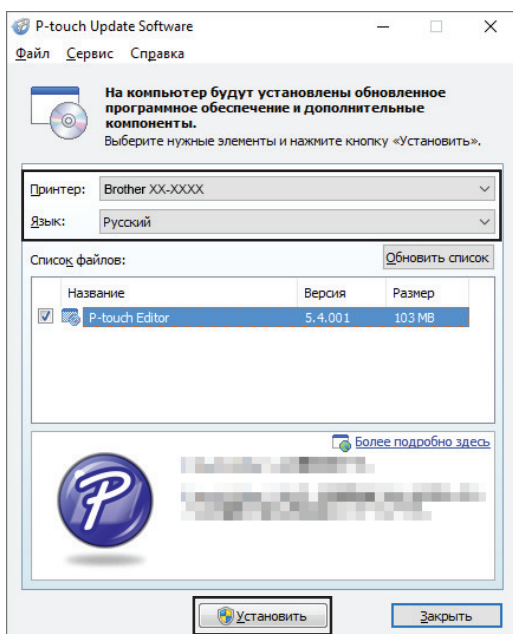 P-touch Update Software
Файл Сервис Справка
На компьютер будут установлены обновленное
программное обеспечение и дополнительные
компоненты.
Выберите нужные элементы и нажмите кнопку «Установить».
Принтер: Brother XX-XXXX
Язык: Русский
Список файлов: Обновить список
Название Версия Размер
P-touch Editor 5.4.001 103 MB
Более подробно здесь
P
Установить Закрыть